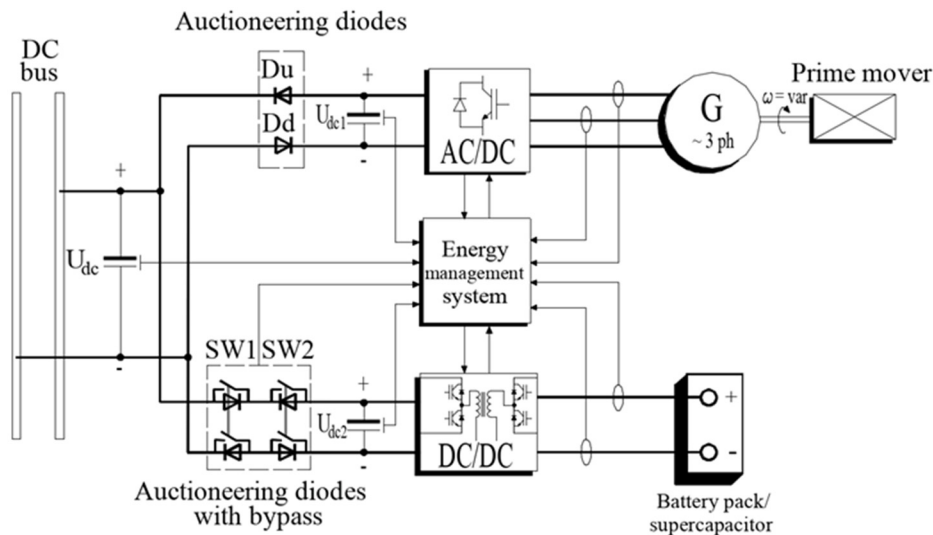 Auctioneering diodes
DC
bus
Du
Dd
+
Udc1
-
AC/DC
G
~ 3 ph
ω = var
Prime mover
+
Udc
-
Energy
management
system
SW1 SW2
+
Udc2
-
DC/DC
+
-
Auctioneering diodes
with bypass
Battery pack/
supercapacitor